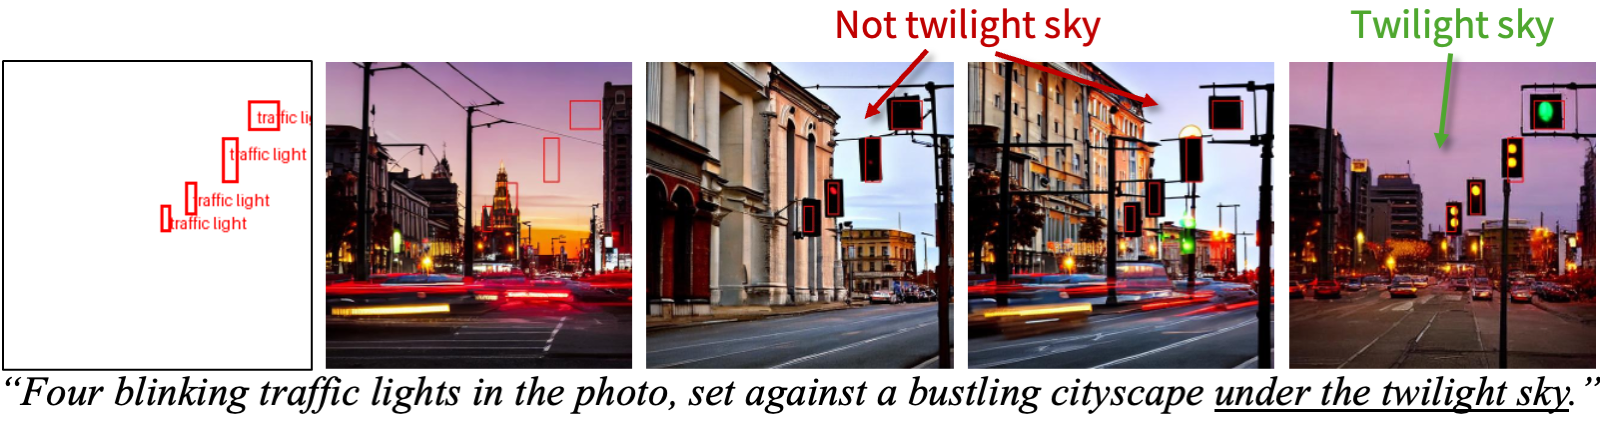 Not twilight sky
Twilight sky
traffic li
traffic light
traffic light
traffic light
“Four blinking traffic lights in the photo, set against a bustling cityscape under the twilight sky.”